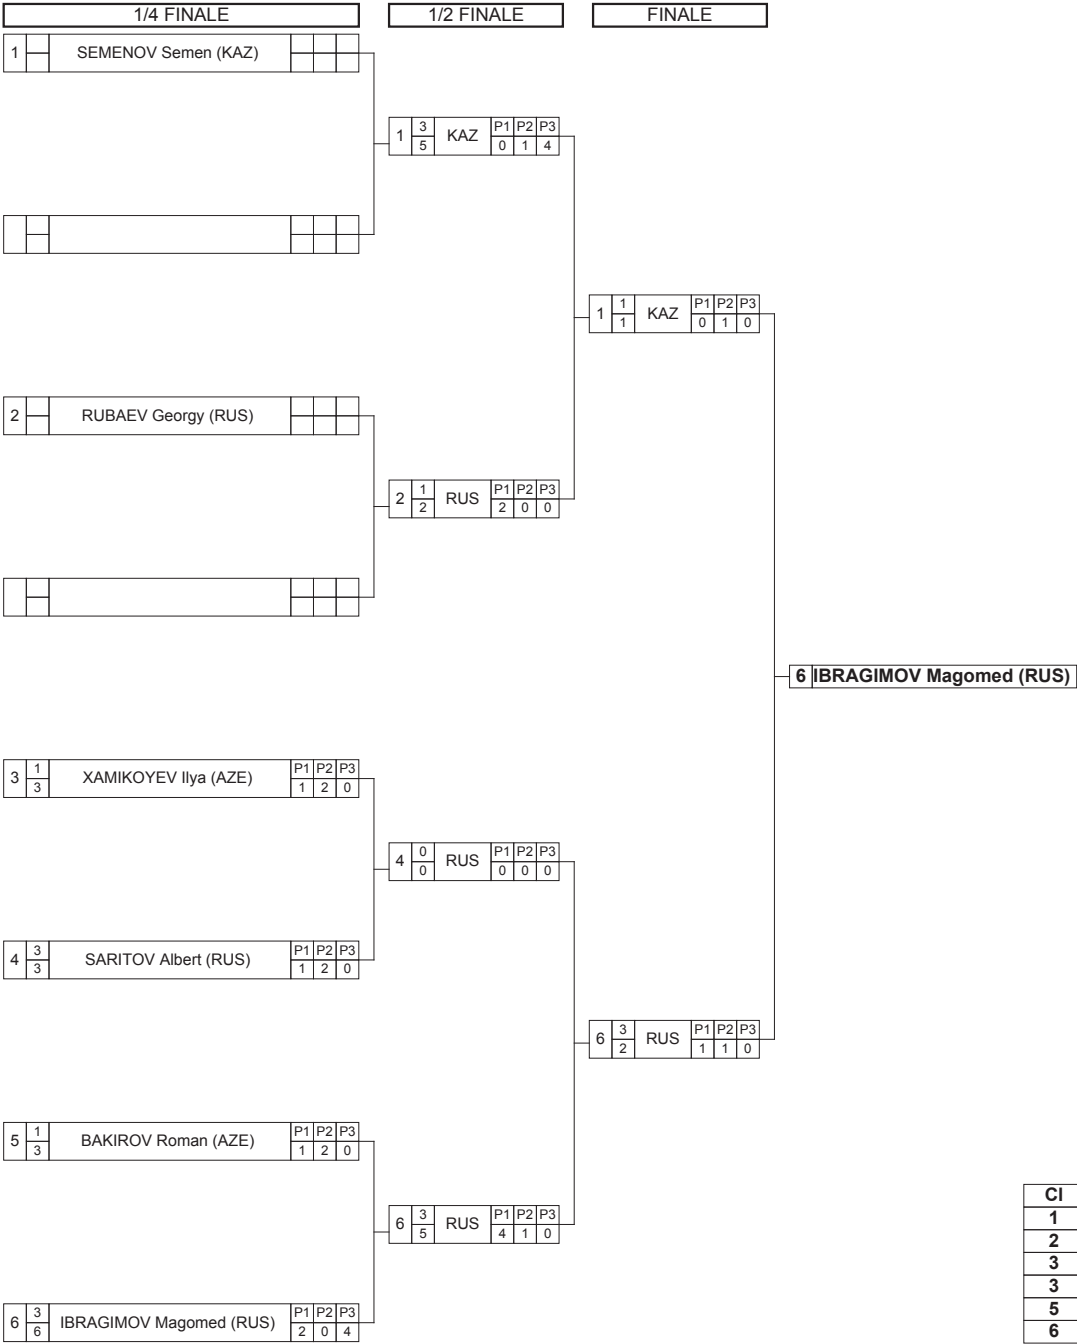 1/4 FINALE 1/2 FINALE FINALE
1 SEMENOV Semen (KAZ)
1 3 5 KAZ P1 P2 P3 0 1 4
1 1 1 KAZ P1 P2 P3 0 1 0
2 RUBAEV Georgy (RUS)
2 1 2 RUS P1 P2 P3 2 0 0
6 IBRAGIMOV Magomed (RUS)
3 1 3 XAMIKOYEV Ilya (AZE) P1 P2 P3 1 2 0
4 0 0 RUS P1 P2 P3 0 0 0
4 3 3 SARITOV Albert (RUS) P1 P2 P3 1 2 0
6 3 2 RUS P1 P2 P3 1 1 0
5 1 3 BAKIROV Roman (AZE) P1 P2 P3 1 2 0
6 3 5 RUS P1 P2 P3 4 1 0
6 3 6 IBRAGIMOV Magomed (RUS) P1 P2 P3 2 0 4
Cl
1
2
3
3
5
6